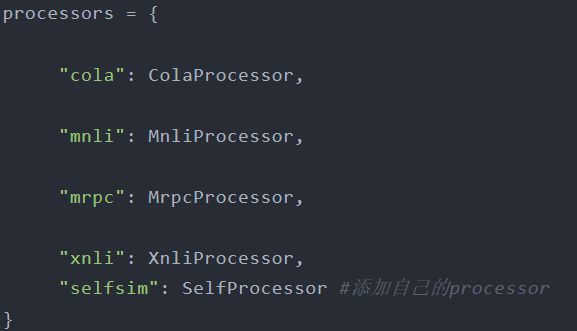 processors = {
"cola": ColaProcessor,
"mnli": MnliProcessor,
"mrpc": MrpcProcessor,
"xnli": XnliProcessor,
"selfsim": SelfProcessor #添加自己的processor
}